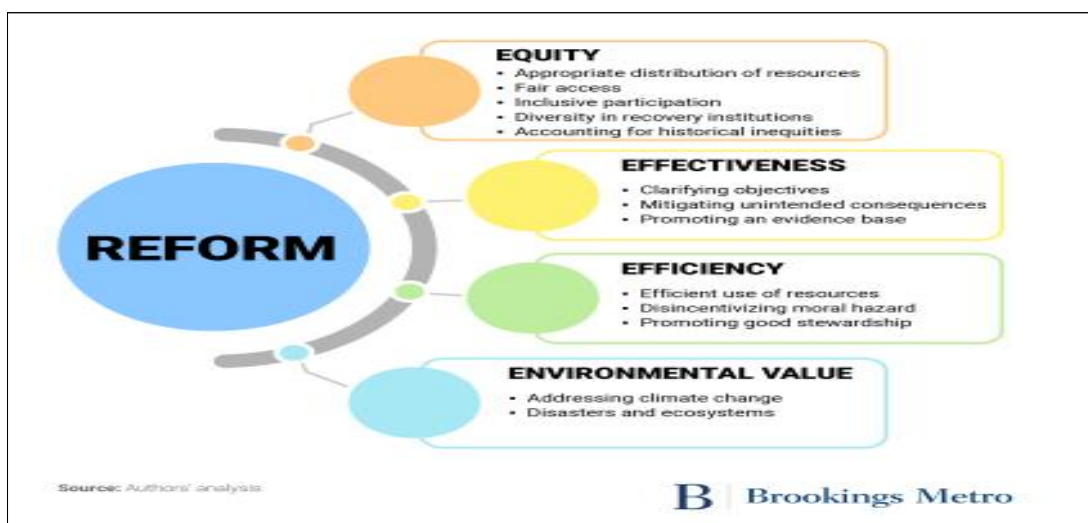 EQUITY
• Appropriate distribution of resources
• Fair access
• Inclusive participation
• Diversity in recovery institutions
• Accounting for historical inequities
EFFECTIVENESS
• Clarifying objectives
• Mitigating unintended consequences
• Promoting an evidence base
REFORM
EFFICIENCY
• Efficient use of resources
• Disincentivizing moral hazard
• Promoting good stewardship
ENVIRONMENTAL VALUE
• Addressing climate change
• Disasters and ecosystems
Source: Authors' analysis
B | Brookings Metro